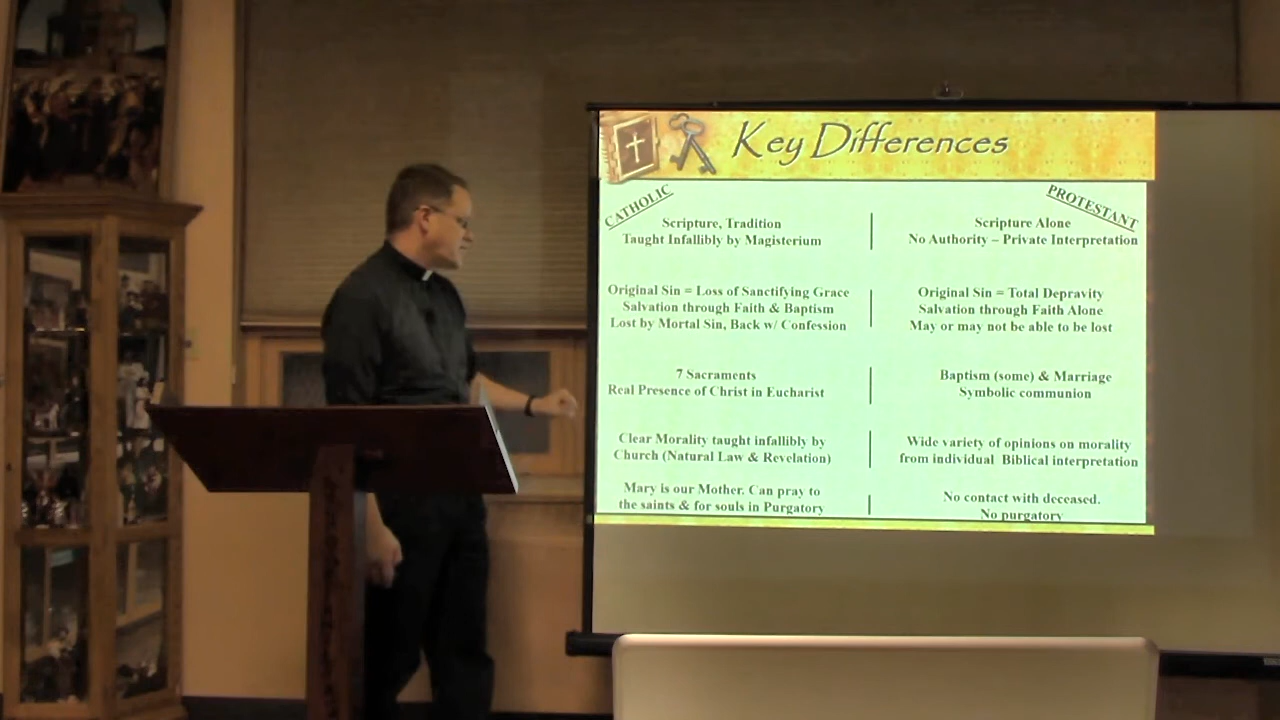 Key Differences
CATHOLIC
Scripture, Tradition
Taught Infallibly by Magisterium
PROTESTANT
Scripture Alone
No Authority – Private Interpretation
Original Sin = Loss of Sanctifying Grace
Salvation through Faith & Baptism
Lost by Mortal Sin, Back w/ Confession
Original Sin = Total Depravity
Salvation through Faith Alone
May or may not be able to be lost
7 Sacraments
Real Presence of Christ in Eucharist
Baptism (some) & Marriage
Symbolic communion
Clear Morality taught infallibly by
Church (Natural Law & Revelation)
Wide variety of opinions on morality
from individual Biblical interpretation
Mary is our Mother. Can pray to
the saints & for souls in Purgatory
No contact with deceased.
No purgatory